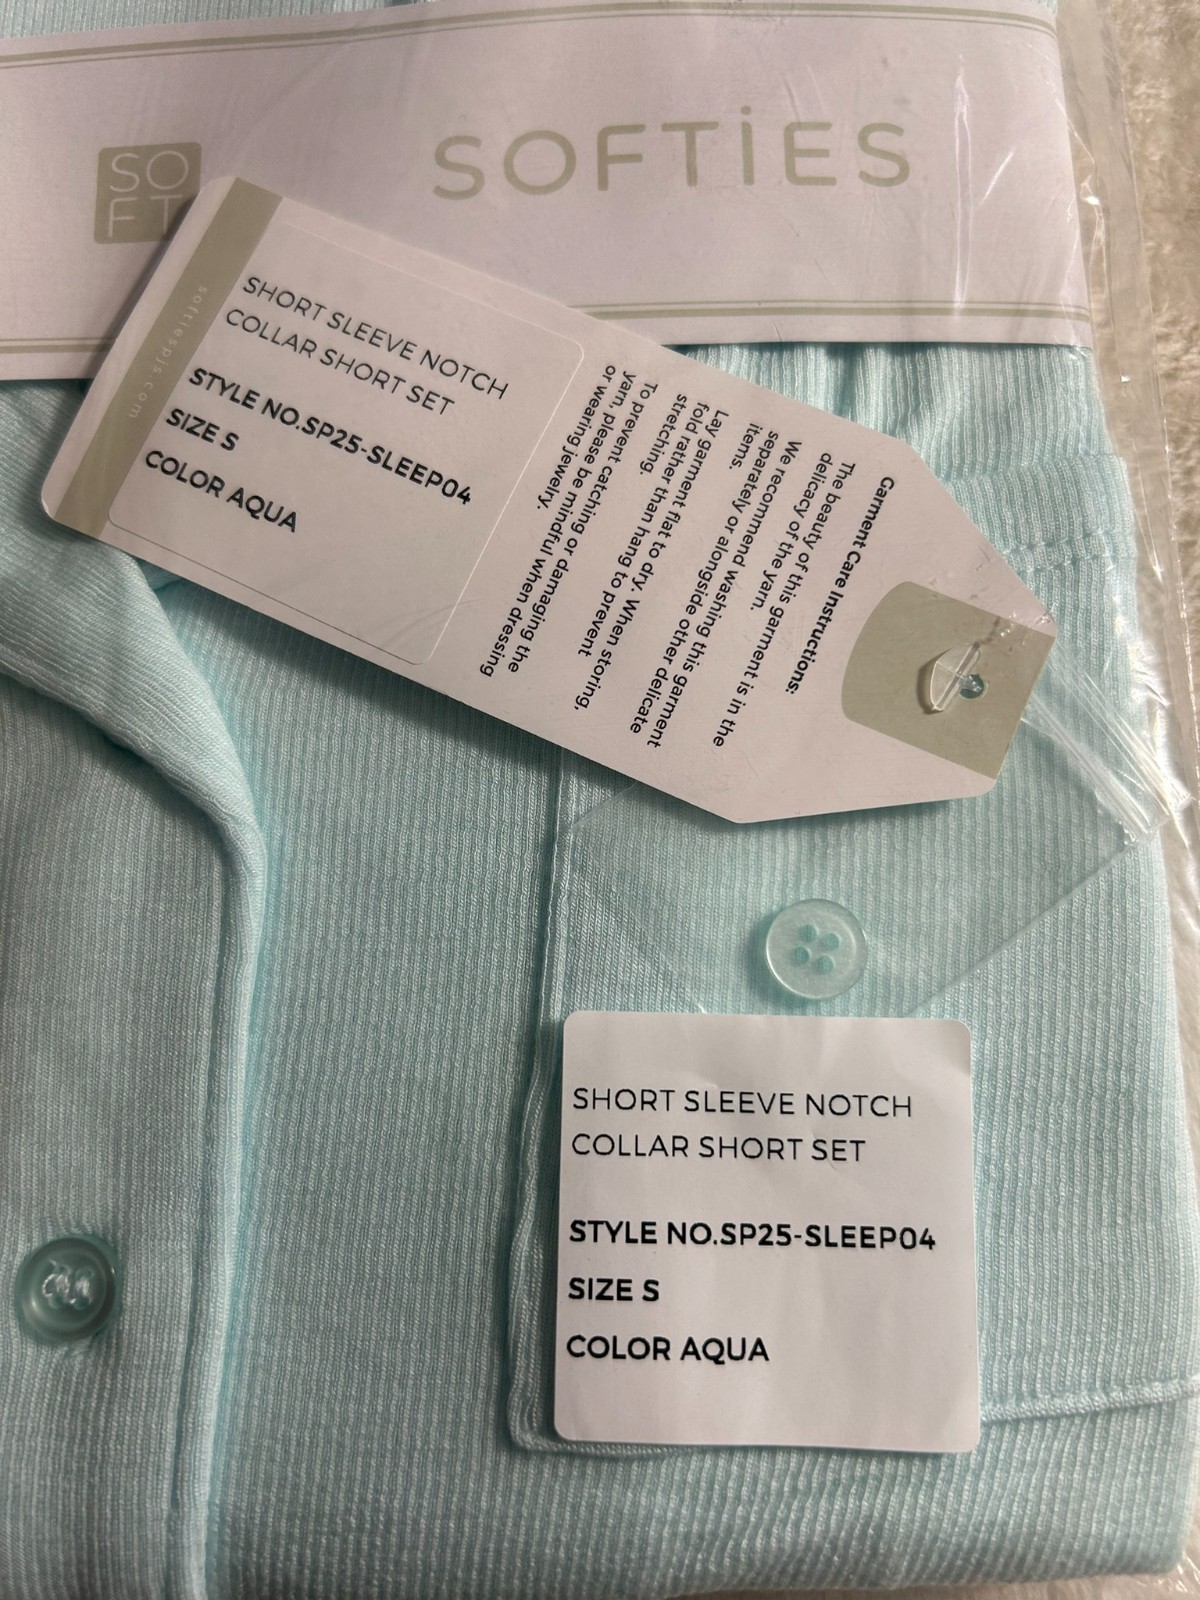 SO
FT
SOFTiES
softiespjs.com
SHORT SLEEVE NOTCH
COLLAR SHORT SET
STYLE NO.SP25-SLEEP04
SIZE S
COLOR AQUA
Garment Care Instructions:
The beauty of this garment is in the
delicacy of the yarn.
We recommend washing this garment
separately or alongside other delicate
items.
Lay garment flat to dry. When storing,
fold rather than hang to prevent
stretching.
To prevent catching or damaging the
yarn, please be mindful when dressing
or wearing jewelry.
SHORT SLEEVE NOTCH
COLLAR SHORT SET
STYLE NO.SP25-SLEEP04
SIZE S
COLOR AQUA